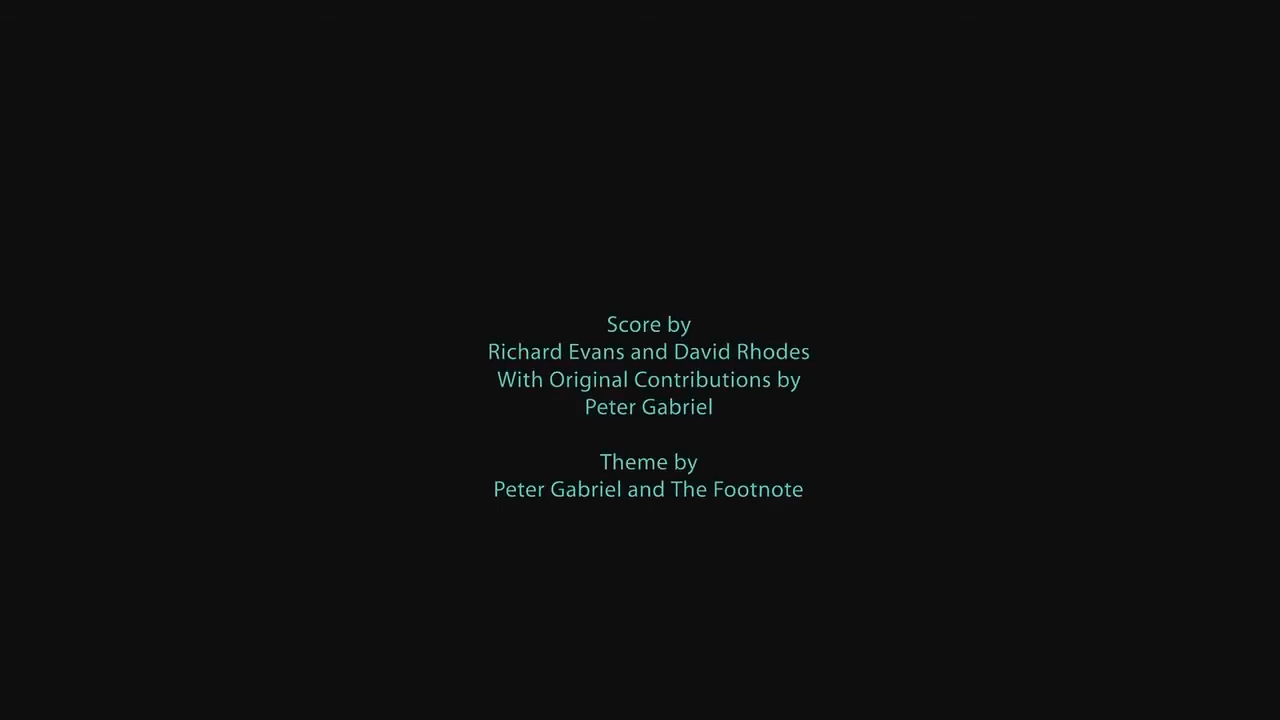 Score by
Richard Evans and David Rhodes
With Original Contributions by
Peter Gabriel
Theme by
Peter Gabriel and The Footnote